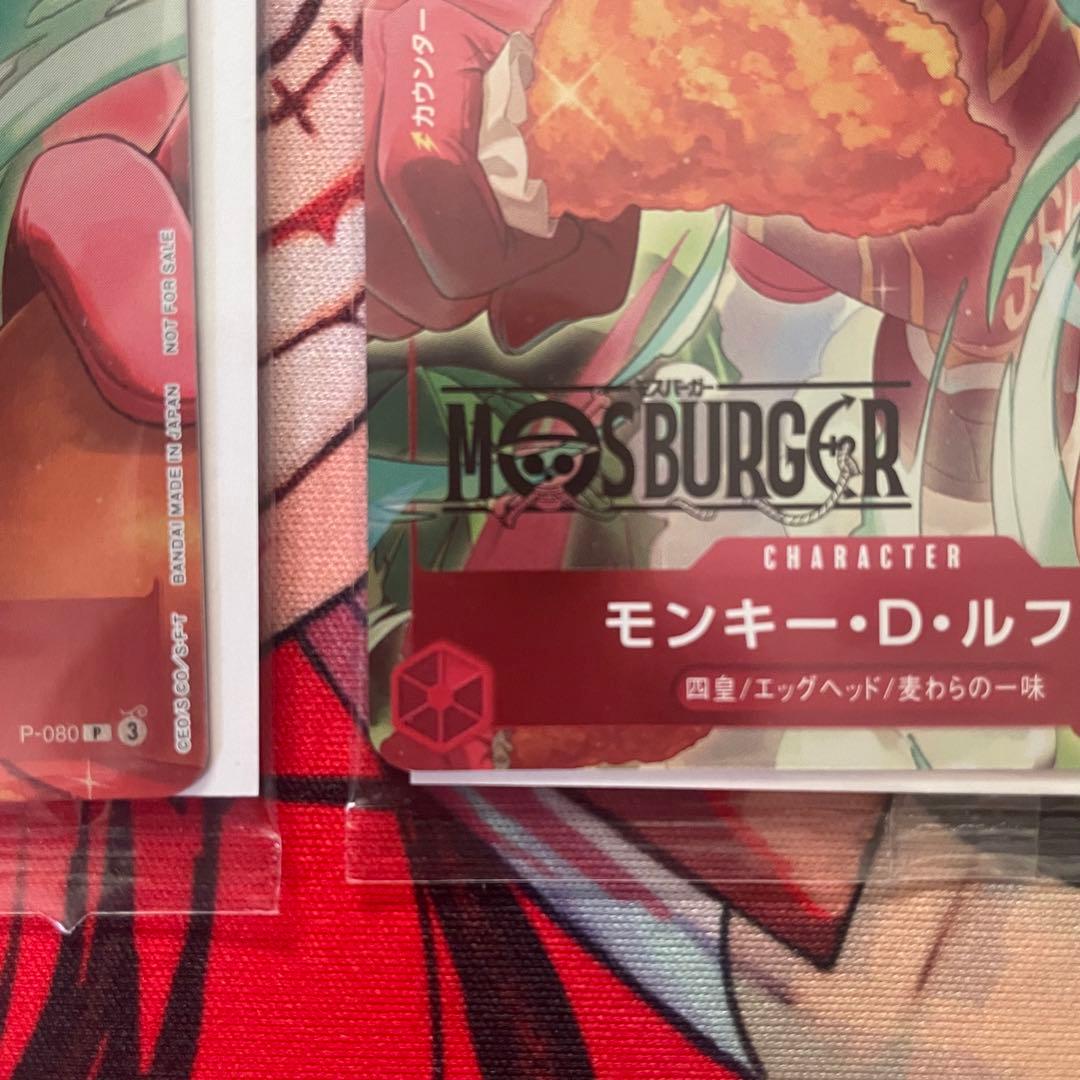 NOT FOR SALE
BANDAI MADE IN JAPAN
©EO/S.CO/S・F・T
P-080 P 3
カウンター
モスバーガー
MOSBURGER
CHARACTER
モンキー・D・ルフ
四皇/エッグヘッド/麦わらの一味